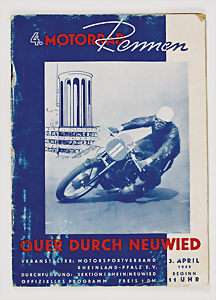 4. MOTORRAD
Rennen
QUER DURCH NEUWIED
VERANSTALTER: MOTORSPORTVERBAND
RHEINLAND-PFALZ E.V.
DURCHFÜHRUNG: SEKTION RHEIN/NEUWIED
OFFIZIELLES PROGRAMM PREIS 1 DM
3. APRIL
1949
BEGINN
11 UHR